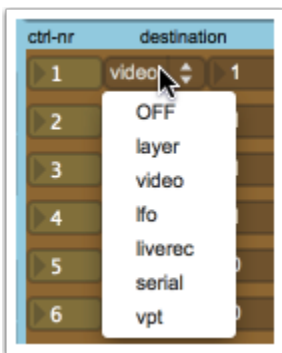 ctrl-nr destination
1 video 1
OFF
2
layer
3 video
4 lfo
liverec
5 serial
6 vpt